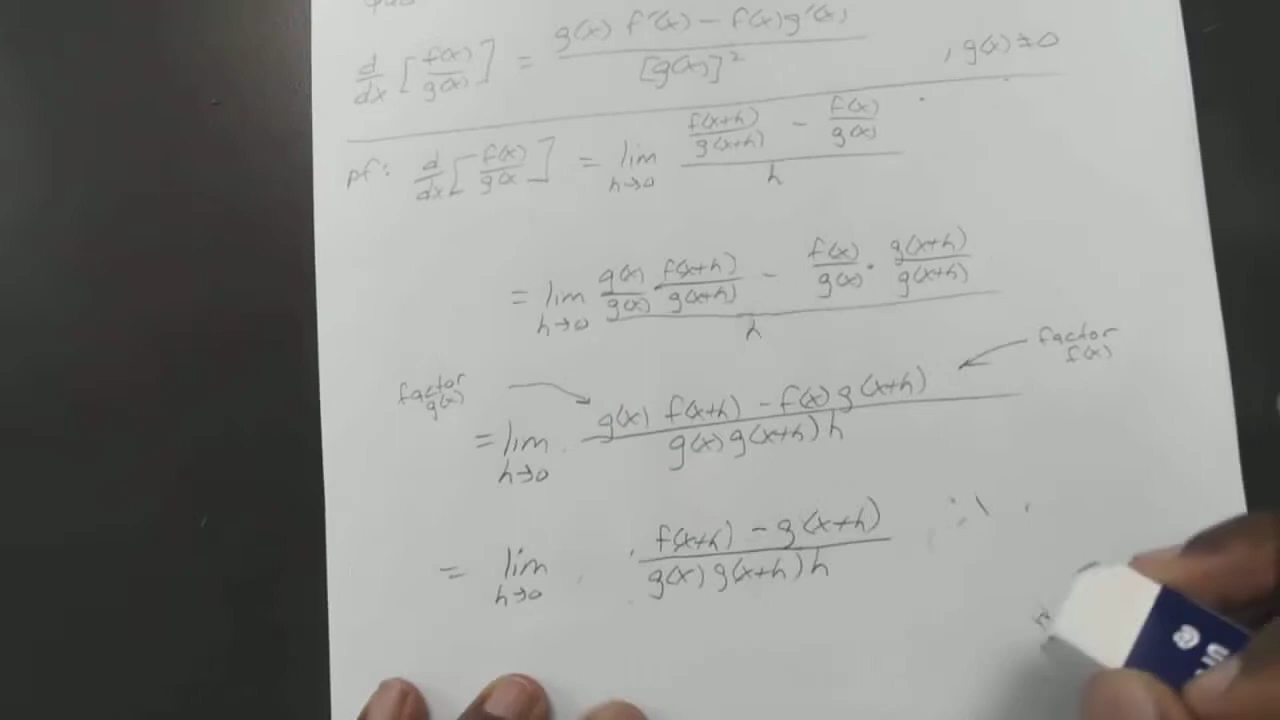 d/dx [f(x)/g(x)] = (g(x) f'(x) - f(x) g'(x))/[g(x)]² , g(x) ≠ 0
pf: d/dx [f(x)/g(x] = lim h→0 (f(x+h)/g(x+h) - f(x)/g(x))/h
= lim h→0 (g(x)/g(x) · f(x+h)/g(x+h) - f(x)/g(x) · g(x+h)/g(x+h))/h
factor g(x)
factor f(x)
= lim h→0 (g(x) f(x+h) - f(x) g(x+h))/(g(x) g(x+h) h)
= lim h→0 (f(x+h) - g(x+h))/(g(x) g(x+h) h)